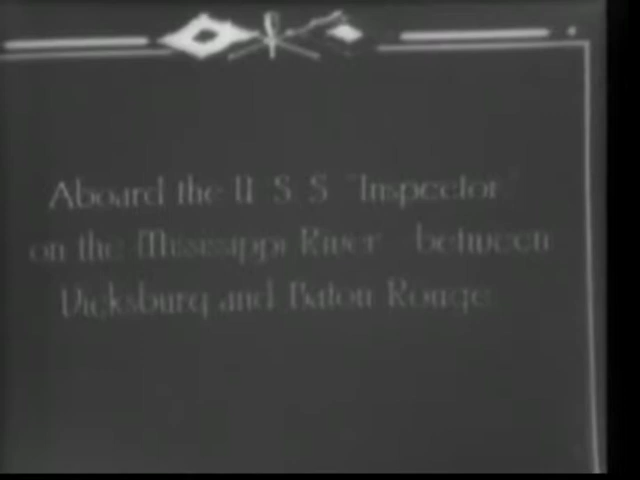 Aboard the U. S. S. "Inspector"
on the Mississippi River between
Vicksburg and Baton Rouge